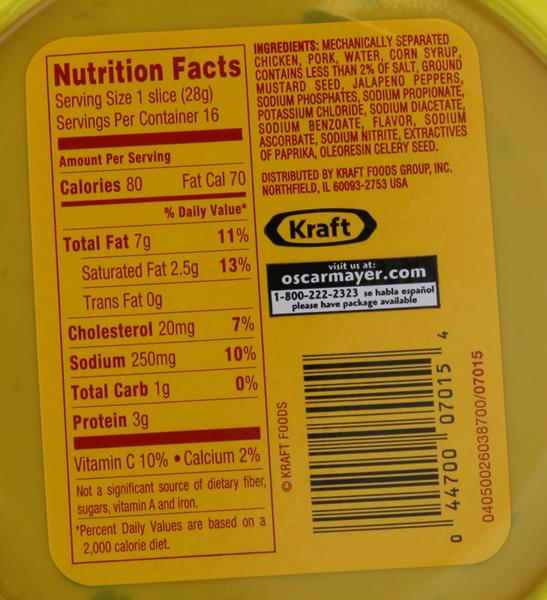 Nutrition Facts
Serving Size 1 slice (28g)
Servings Per Container 16
Amount Per Serving
Calories 80 Fat Cal 70
% Daily Value*
Total Fat 7g 11%
Saturated Fat 2.5g 13%
Trans Fat 0g
Cholesterol 20mg 7%
Sodium 250mg 10%
Total Carb 1g 0%
Protein 3g
Vitamin C 10% • Calcium 2%
Not a significant source of dietary fiber,
sugars, vitamin A and iron.
*Percent Daily Values are based on a
2,000 calorie diet.
INGREDIENTS: MECHANICALLY SEPARATED
CHICKEN, PORK, WATER, CORN SYRUP,
CONTAINS LESS THAN 2% OF SALT, GROUND
MUSTARD SEED, JALAPENO PEPPERS,
SODIUM PHOSPHATES, SODIUM PROPIONATE,
POTASSIUM CHLORIDE, SODIUM DIACETATE,
SODIUM BENZOATE, FLAVOR, SODIUM
ASCORBATE, SODIUM NITRITE, EXTRACTIVES
OF PAPRIKA, OLEORESIN CELERY SEED.
DISTRIBUTED BY KRAFT FOODS GROUP, INC.
NORTHFIELD, IL 60093-2753 USA
Kraft
visit us at:
oscarmayer.com
1-800-222-2323 se habla español
please have package available
© KRAFT FOODS
0 44700 07015 4
04050026038700/07015